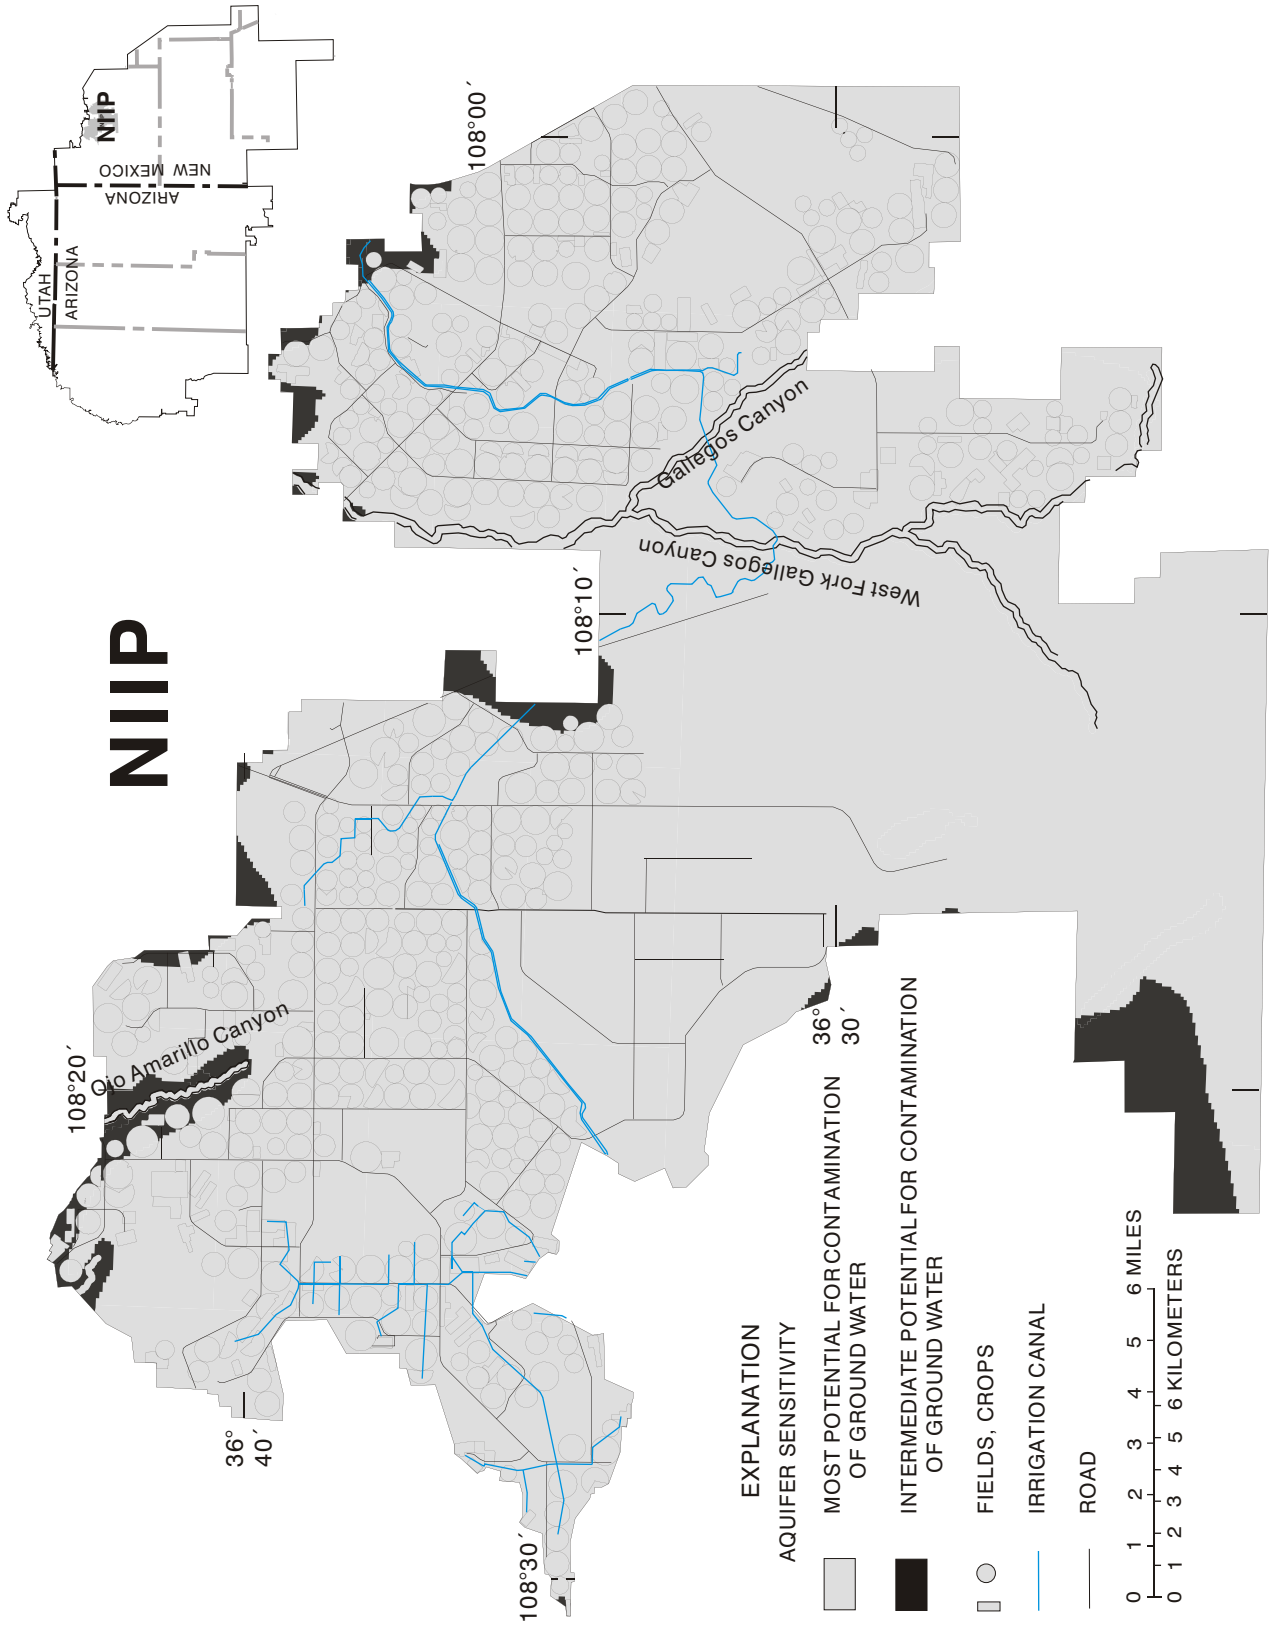 NIIP
UTAH
ARIZONA
ARIZONA
NEW MEXICO
NIIP
108°00´
108°10´
108°20´
108°30´
36°
40´
36°
30´
Ojo Amarillo Canyon
Gallegos Canyon
West Fork Gallegos Canyon
EXPLANATION
AQUIFER SENSITIVITY
MOST POTENTIAL FOR CONTAMINATION
OF GROUND WATER
INTERMEDIATE POTENTIAL FOR CONTAMINATION
OF GROUND WATER
FIELDS, CROPS
IRRIGATION CANAL
ROAD
0 1 2 3 4 5 6 MILES
0 1 2 3 4 5 6 KILOMETERS